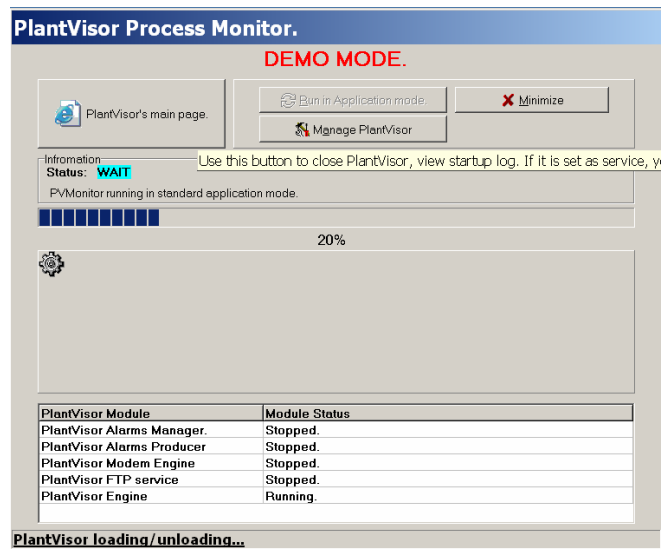 PlantVisor Process Monitor.
DEMO MODE.
PlantVisor's main page.
Run in Application mode.
Minimize
Manage PlantVisor
Infromation
Use this button to close PlantVisor, view startup log. If it is set as service, y
Status: WAIT
PVMonitor running in standard application mode.
20%
PlantVisor Module Module Status
PlantVisor Alarms Manager. Stopped.
PlantVisor Alarms Producer Stopped.
PlantVisor Modem Engine Stopped.
PlantVisor FTP service Stopped.
PlantVisor Engine Running.
PlantVisor loading/unloading...